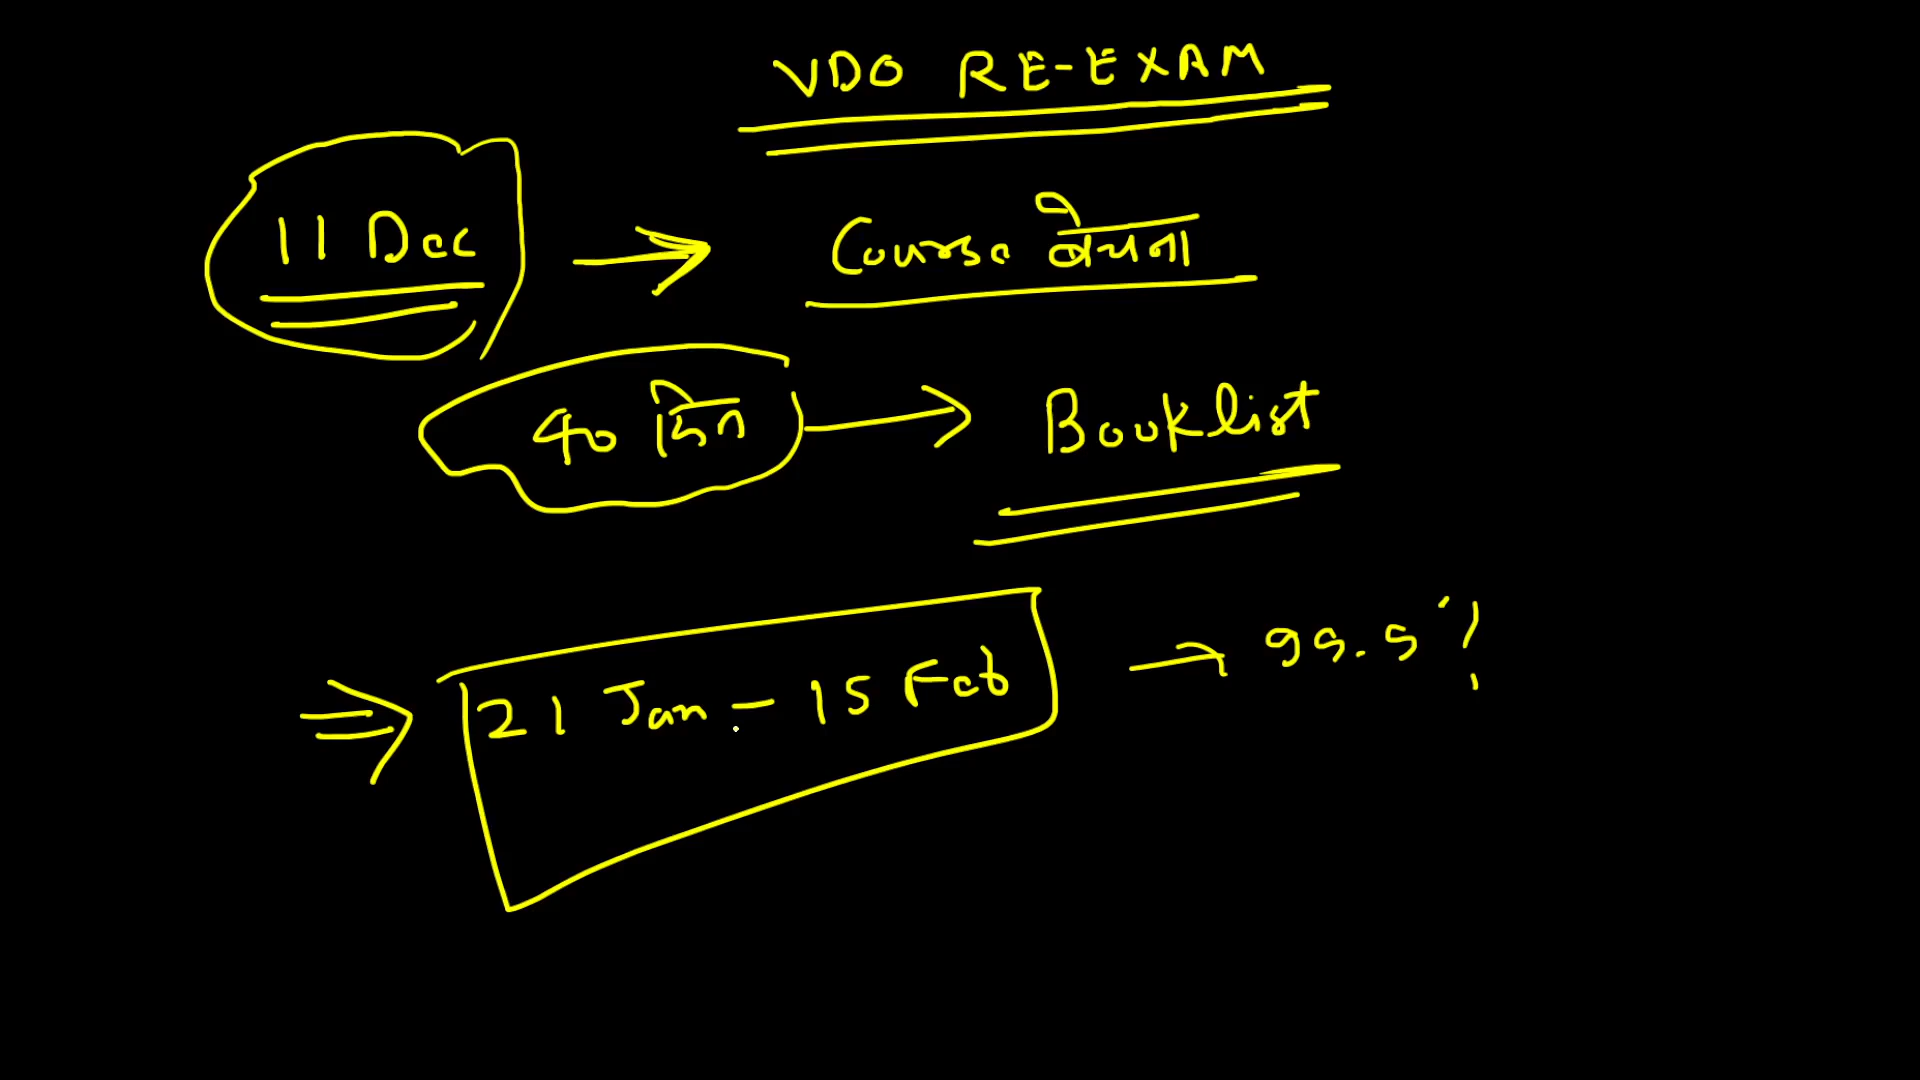 VDO RE-EXAM
11 Dec → Course बेचना
40 दिन → Booklist
⇒ 21 Jan - 15 Feb → 99.5 %